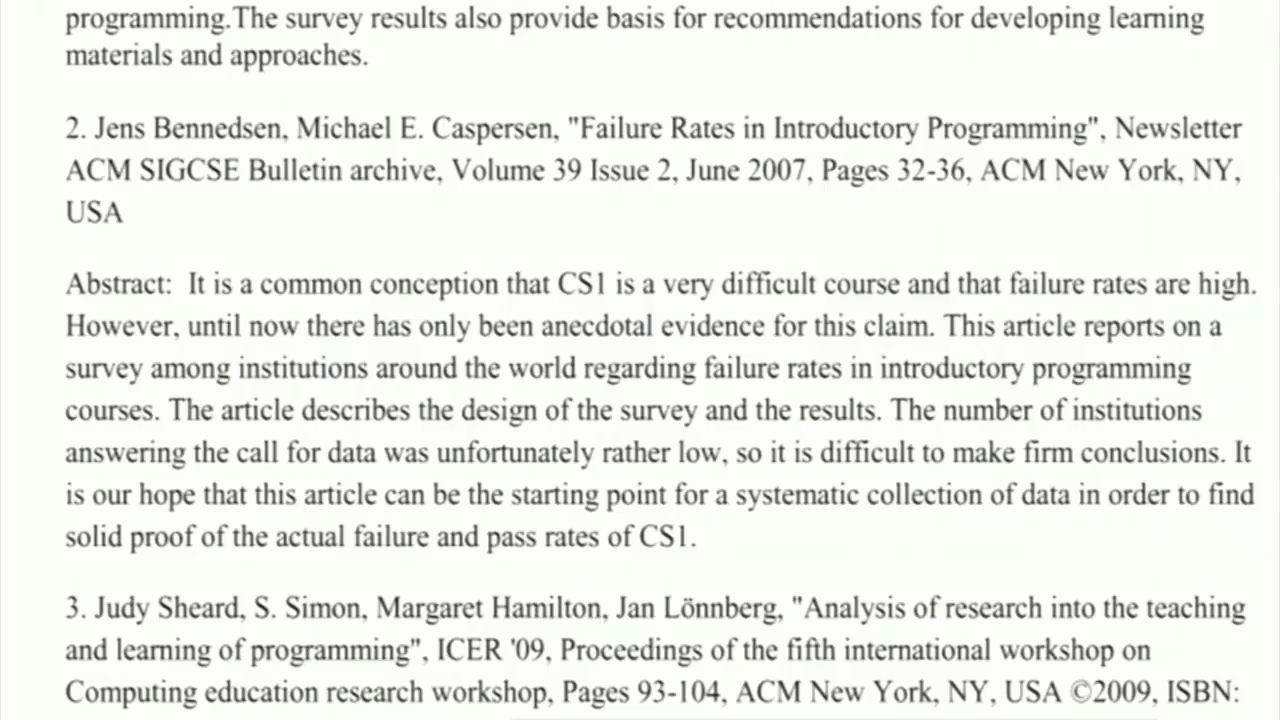 programming.The survey results also provide basis for recommendations for developing learning
materials and approaches.
2. Jens Bennedsen, Michael E. Caspersen, "Failure Rates in Introductory Programming", Newsletter
ACM SIGCSE Bulletin archive, Volume 39 Issue 2, June 2007, Pages 32-36, ACM New York, NY,
USA
Abstract:  It is a common conception that CS1 is a very difficult course and that failure rates are high.
However, until now there has only been anecdotal evidence for this claim. This article reports on a
survey among institutions around the world regarding failure rates in introductory programming
courses. The article describes the design of the survey and the results. The number of institutions
answering the call for data was unfortunately rather low, so it is difficult to make firm conclusions. It
is our hope that this article can be the starting point for a systematic collection of data in order to find
solid proof of the actual failure and pass rates of CS1.
3. Judy Sheard, S. Simon, Margaret Hamilton, Jan Lönnberg, "Analysis of research into the teaching
and learning of programming", ICER '09, Proceedings of the fifth international workshop on
Computing education research workshop, Pages 93-104, ACM New York, NY, USA ©2009, ISBN: